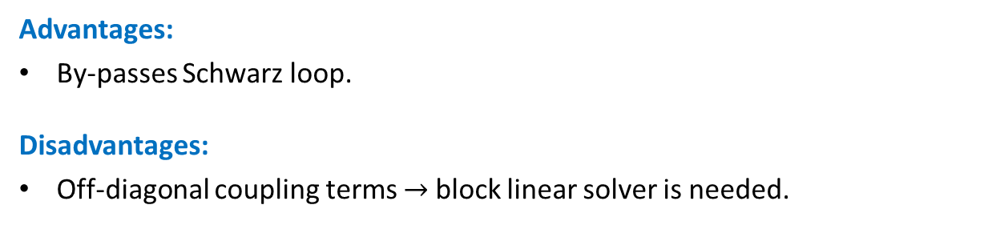 Advantages:
• By-passes Schwarz loop.
Disadvantages:
• Off-diagonal coupling terms → block linear solver is needed.